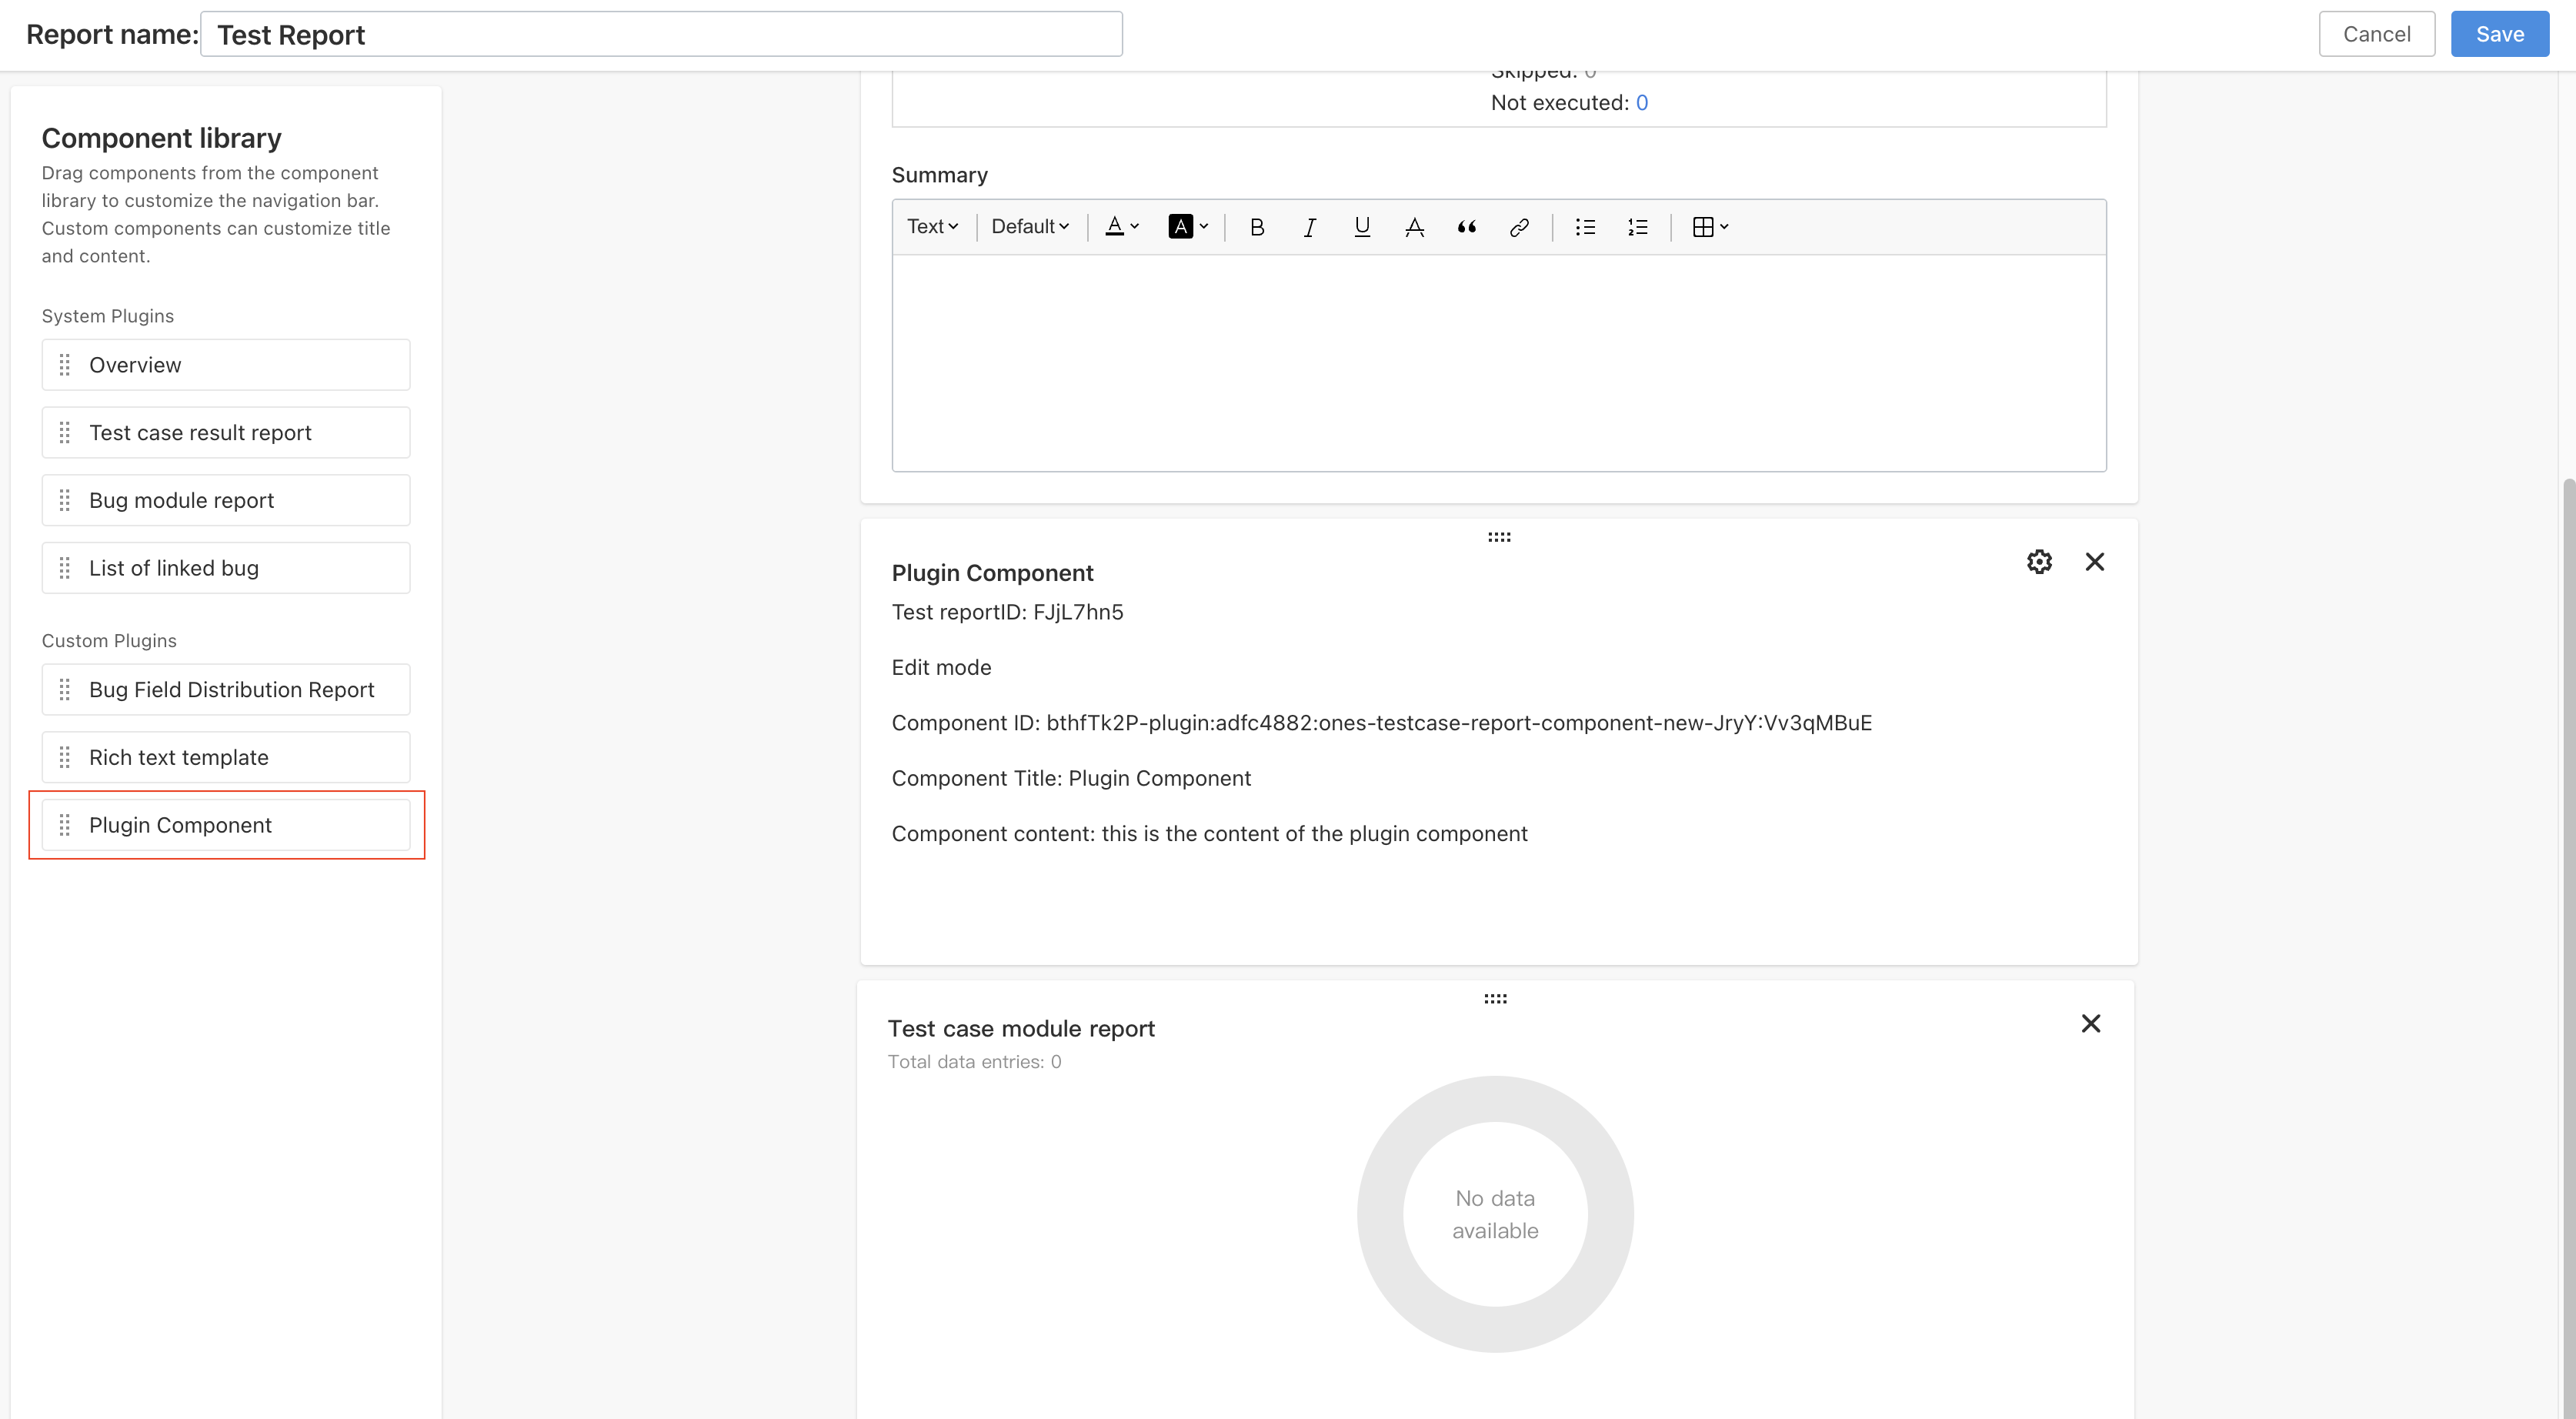 Report name: Test Report
Cancel
Save
Component library
Drag components from the component
library to customize the navigation bar.
Custom components can customize title
and content.
System Plugins
Overview
Test case result report
Bug module report
List of linked bug
Custom Plugins
Bug Field Distribution Report
Rich text template
Plugin Component
Skipped: 0
Not executed: 0
Summary
Text Default A A B I U A
Plugin Component
Test reportID: FJjL7hn5
Edit mode
Component ID: bthfTk2P-plugin:adfc4882:ones-testcase-report-component-new-JryY:Vv3qMBuE
Component Title: Plugin Component
Component content: this is the content of the plugin component
Test case module report
Total data entries: 0
No data
available